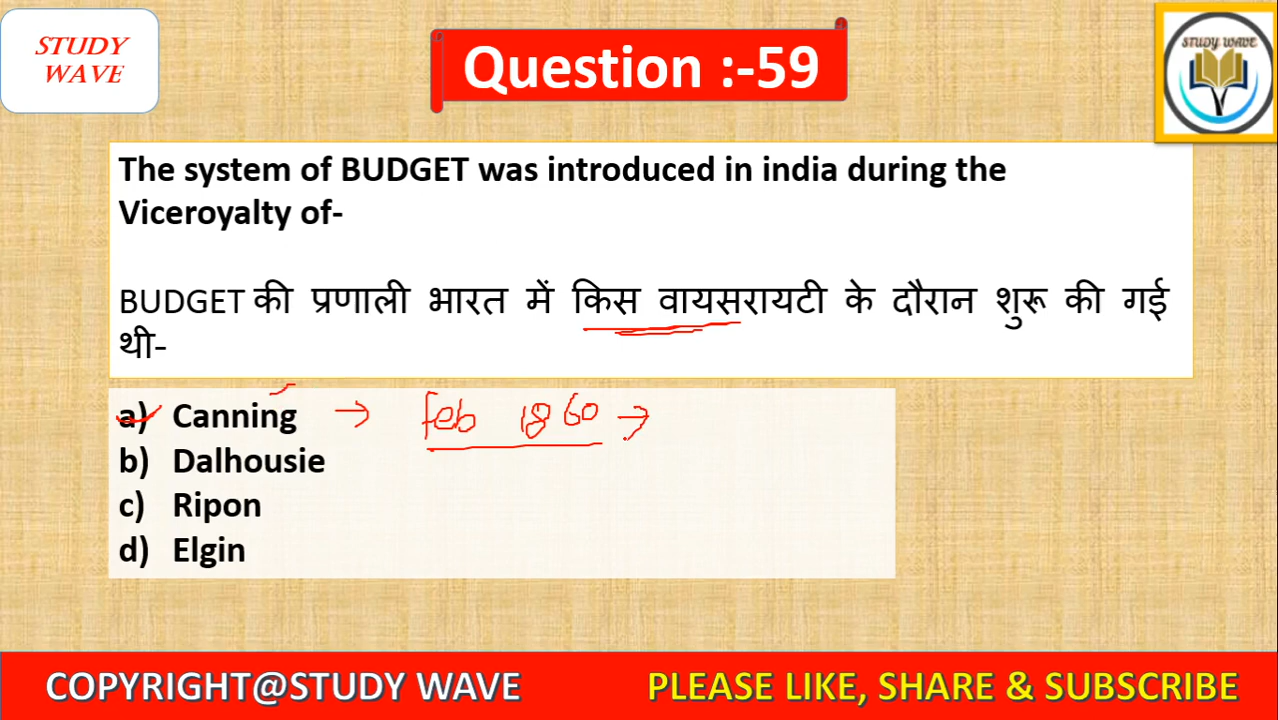 STUDY
WAVE
Question :-59
STUDY WAVE
The system of BUDGET was introduced in india during the
Viceroyalty of-
BUDGET की प्रणाली भारत में किस वायसरायटी के दौरान शुरू की गई
थी-
a) Canning → feb 1860 →
b) Dalhousie
c) Ripon
d) Elgin
COPYRIGHT@STUDY WAVE PLEASE LIKE, SHARE & SUBSCRIBE